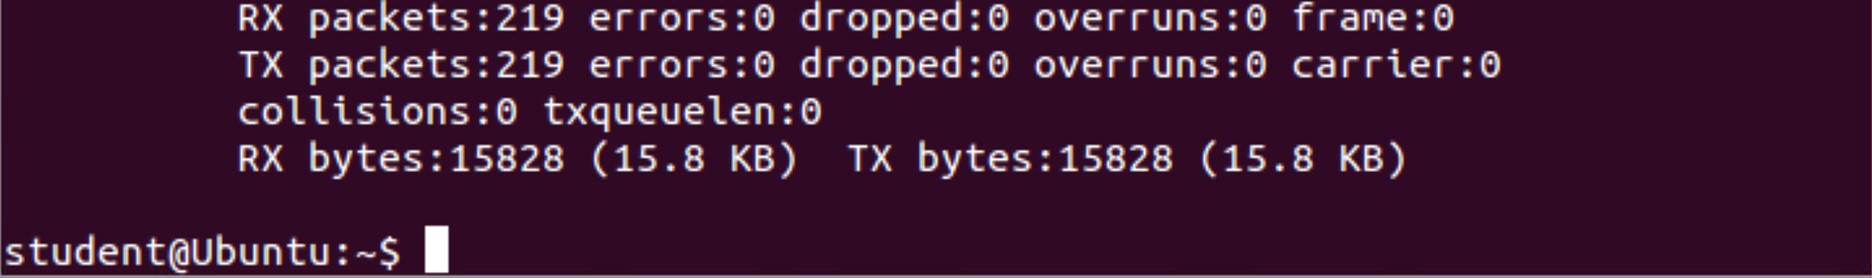 RX packets:219 errors:0 dropped:0 overruns:0 frame:0
TX packets:219 errors:0 dropped:0 overruns:0 carrier:0
collisions:0 txqueuelen:0
RX bytes:15828 (15.8 KB)  TX bytes:15828 (15.8 KB)
student@Ubuntu:~$